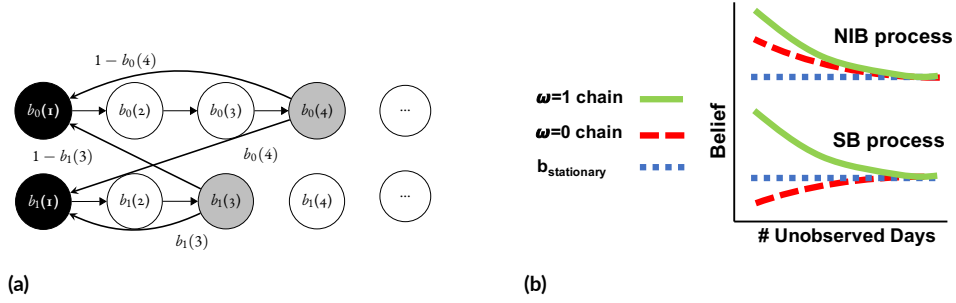 1 − b₀(4)
b₀(1) b₀(2) b₀(3) b₀(4) ...
1 − b₁(3)
b₀(4)
b₁(1) b₁(2) b₁(3) b₁(4) ...
b₁(3)
(a)
NIB process
ω=1 chain
ω=0 chain
b_stationary
SB process
Belief
# Unobserved Days
(b)